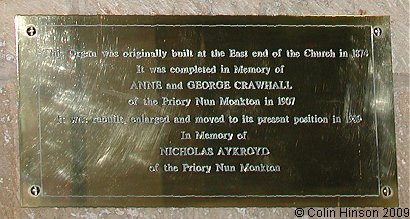 This Organ was originally built at the East end of the Church in
It was completed in Memory of
ANNE and GEORGE CRAWHALL
of the Priory Nun Monkton in 1907
It was rebuilt, enlarged and moved to its present position in
In Memory of
NICHOLAS AYKROYD
of the Priory Nun Monkton
© Colin Hinson 2009